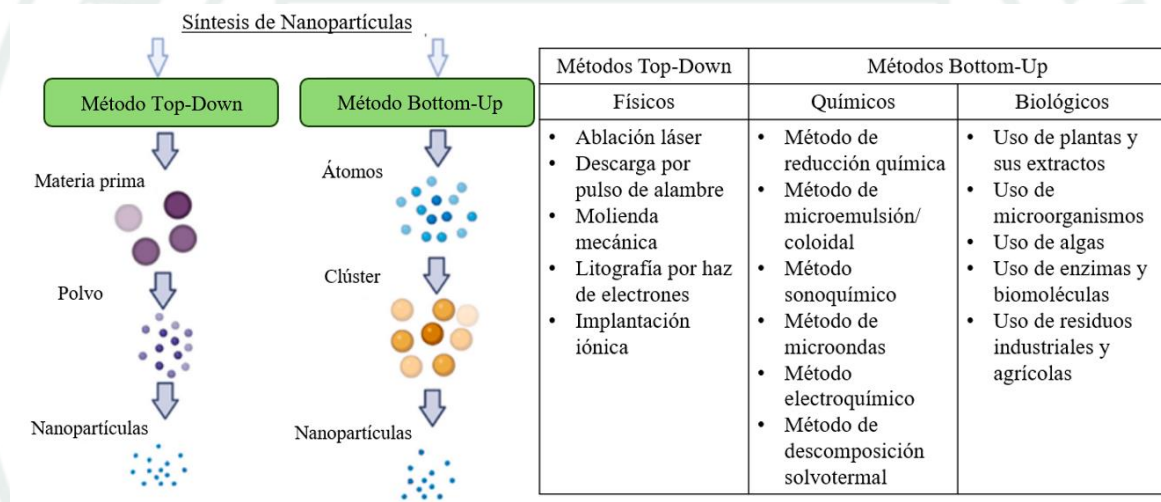 Síntesis de Nanopartículas
Método Top-Down
Materia prima
Polvo
Nanopartículas
Método Bottom-Up
Átomos
Clúster
Nanopartículas
Métodos Top-Down
Métodos Bottom-Up
Físicos
Químicos
Biológicos
• Ablación láser
• Descarga por
pulso de alambre
• Molienda
mecánica
• Litografía por haz
de electrones
• Implantación
iónica
• Método de
reducción química
• Método de
microemulsión/
coloidal
• Método
sonoquímico
• Método de
microondas
• Método
electroquímico
• Método de
descomposición
solvotermal
• Uso de plantas y
sus extractos
• Uso de
microorganismos
• Uso de algas
• Uso de enzimas y
biomoléculas
• Uso de residuos
industriales y
agrícolas